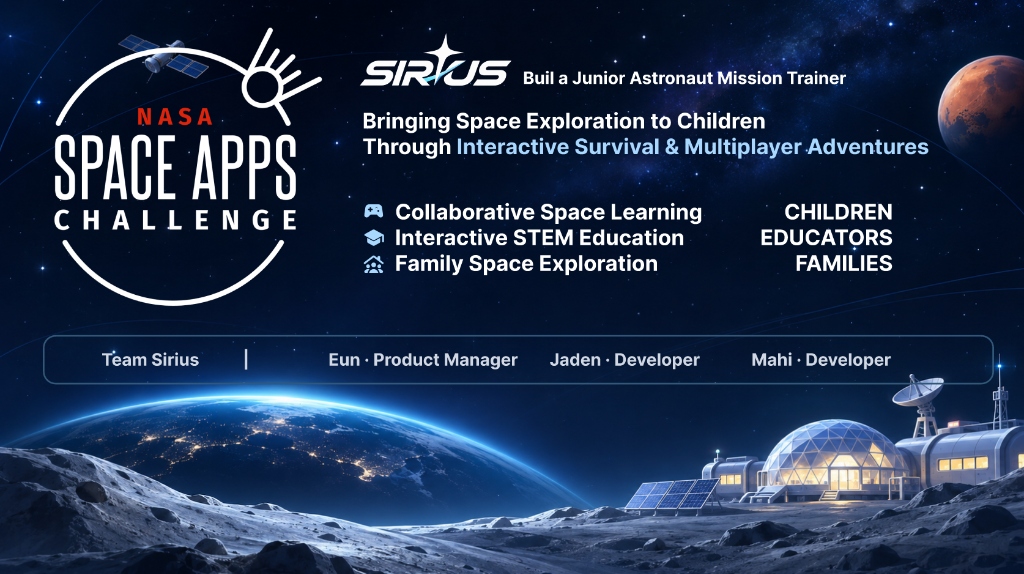 NASA
SPACE APPS
CHALLENGE
SIRIUS Buil a Junior Astronaut Mission Trainer
Bringing Space Exploration to Children
Through Interactive Survival & Multiplayer Adventures
Collaborative Space Learning CHILDREN
Interactive STEM Education EDUCATORS
Family Space Exploration FAMILIES
Team Sirius | Eun · Product Manager Jaden · Developer Mahi · Developer